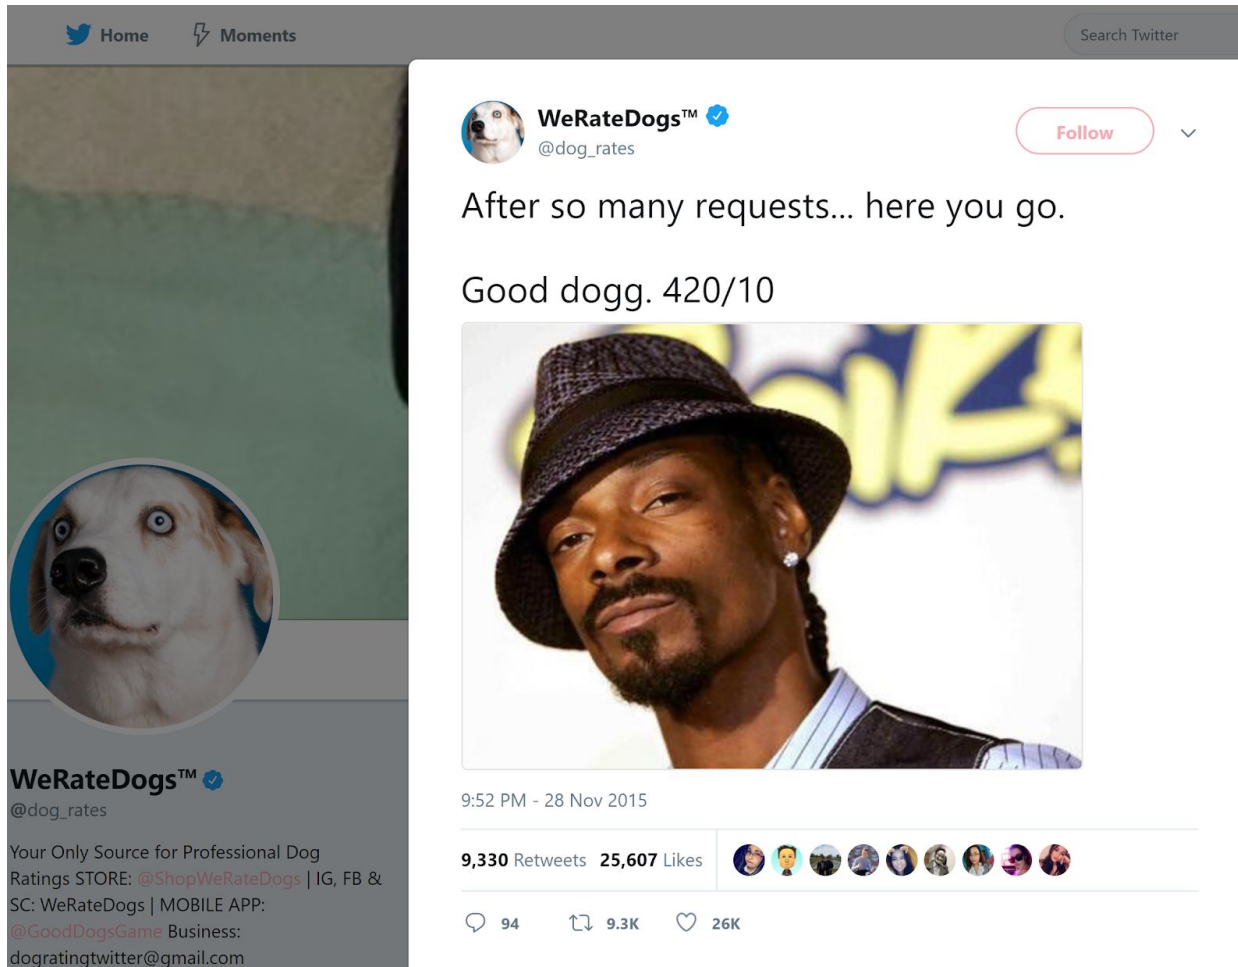 Home
Moments
Search Twitter
WeRateDogs™
@dog_rates
Follow
After so many requests... here you go.
Good dogg. 420/10
9:52 PM - 28 Nov 2015
9,330 Retweets 25,607 Likes
94 9.3K 26K
WeRateDogs™
@dog_rates
Your Only Source for Professional Dog
Ratings STORE: @ShopWeRateDogs | IG, FB &
SC: WeRateDogs | MOBILE APP:
@GoodDogsGame Business:
dogratingtwitter@gmail.com